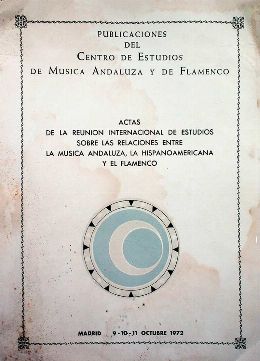 PUBLICACIONES
DEL
CENTRO DE ESTUDIOS
DE MUSICA ANDALUZA Y DE FLAMENCO
ACTAS
DE LA REUNION INTERNACIONAL DE ESTUDIOS
SOBRE LAS RELACIONES ENTRE
LA MUSICA ANDALUZA, LA HISPANOAMERICANA
Y EL FLAMENCO
MADRID 9-10-11 OCTUBRE 1972